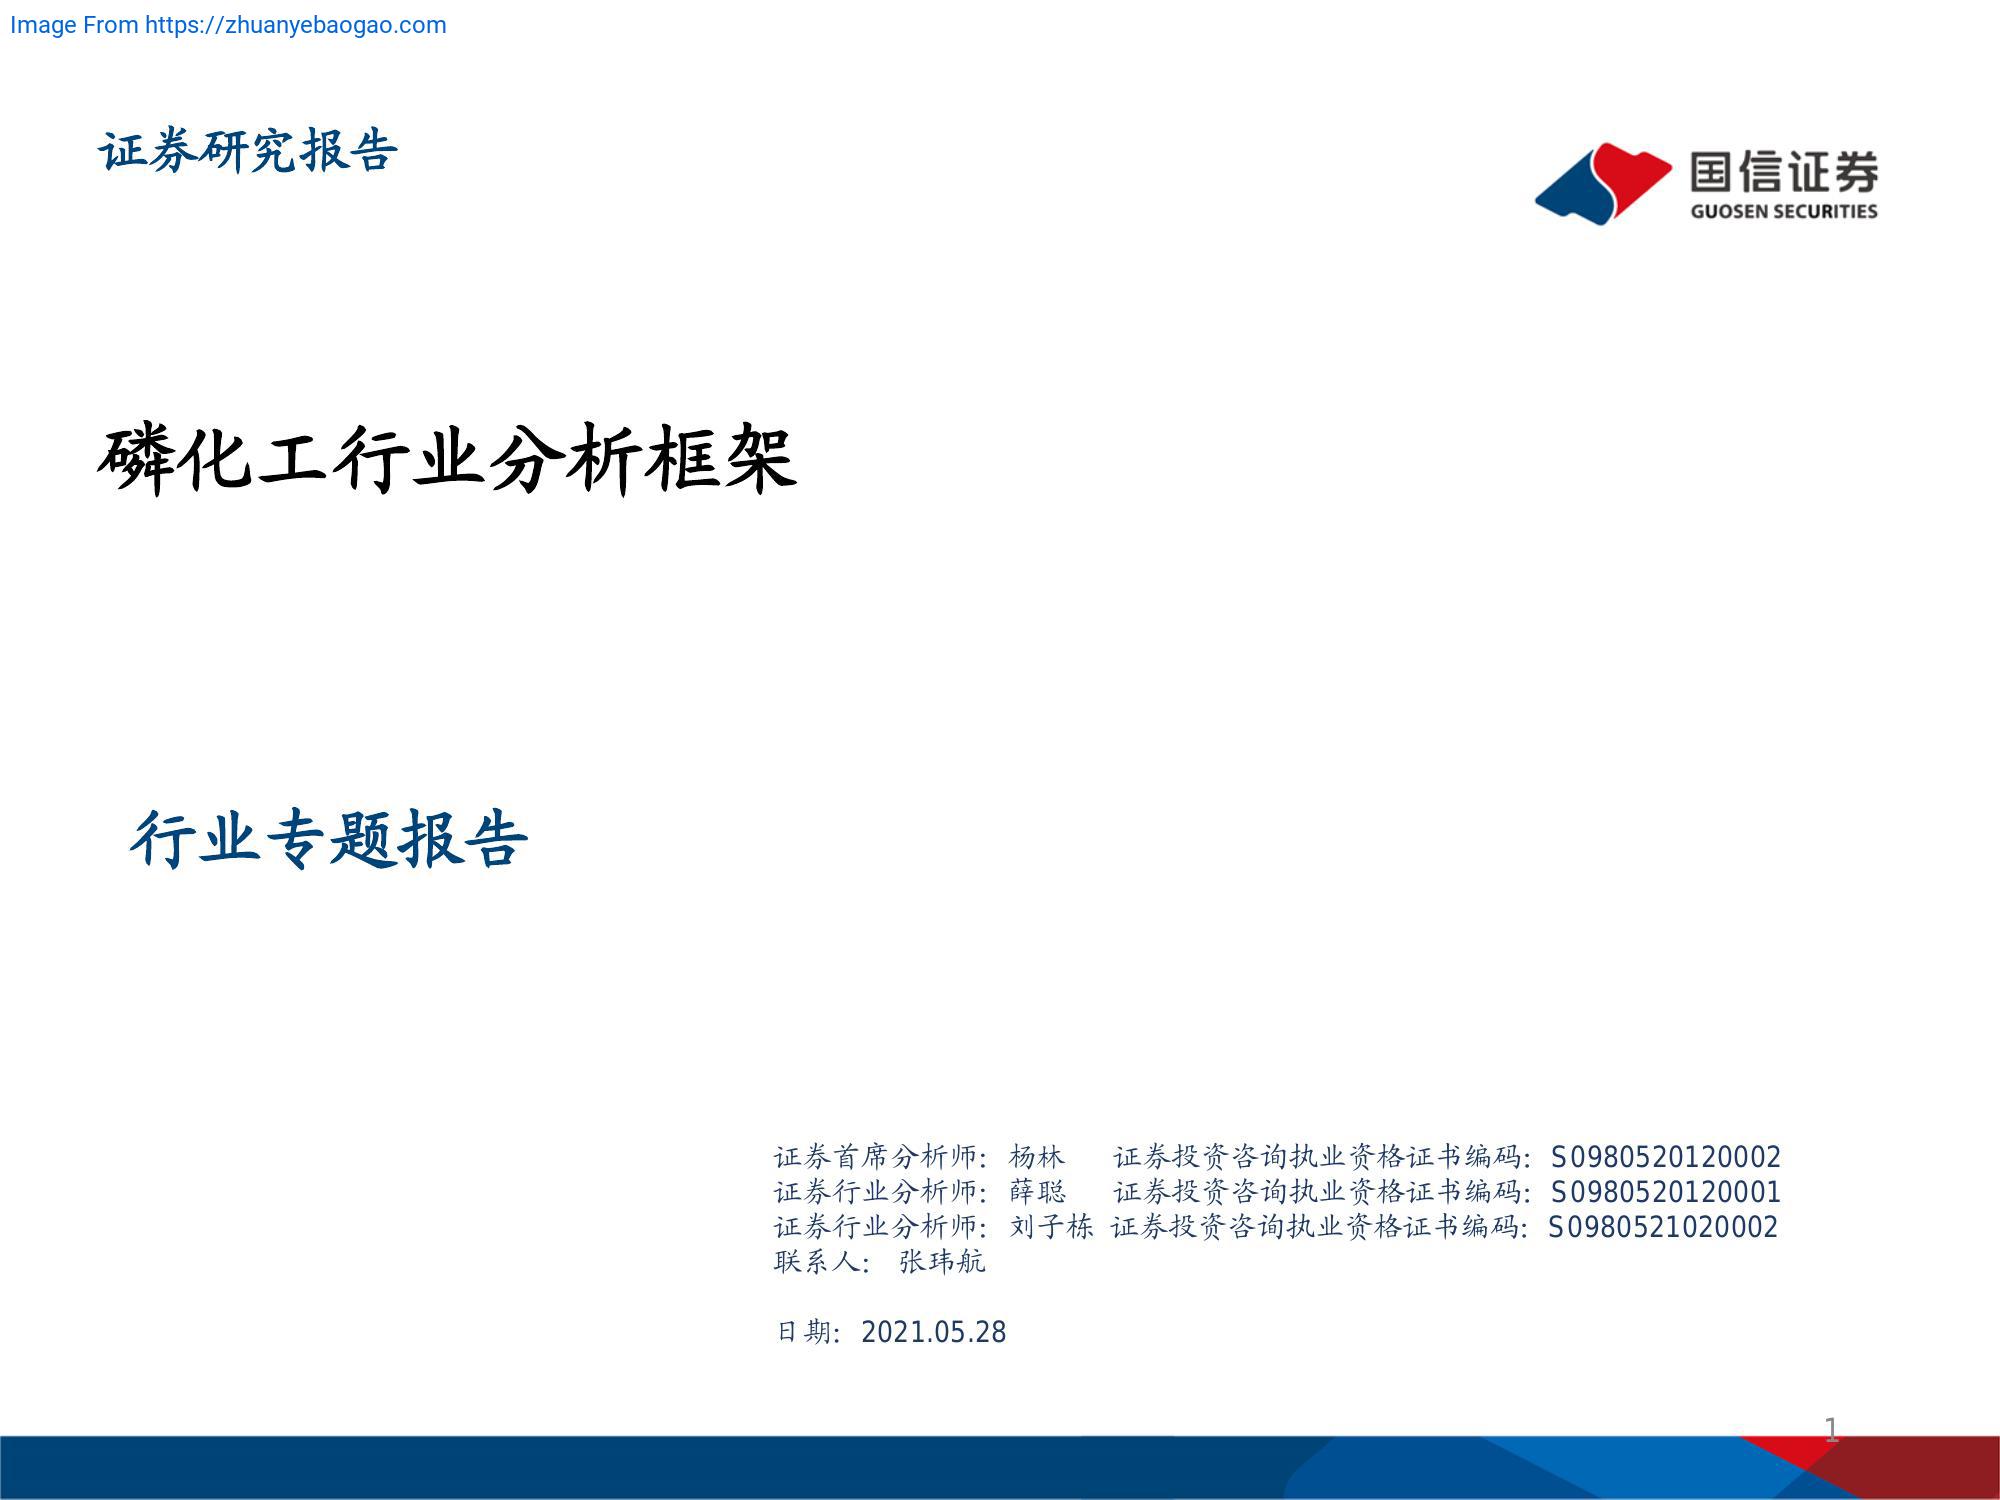 Image From https://zhuanyebaogao.com
证券研究报告
国信证券
GUOSEN SECURITIES
磷化工行业分析框架
行业专题报告
证券首席分析师：杨林 证券投资咨询执业资格证书编码：S0980520120002
证券行业分析师：薛聪 证券投资咨询执业资格证书编码：S0980520120001
证券行业分析师：刘子栋 证券投资咨询执业资格证书编码：S0980521020002
联系人： 张玮航
日期：2021.05.28
1